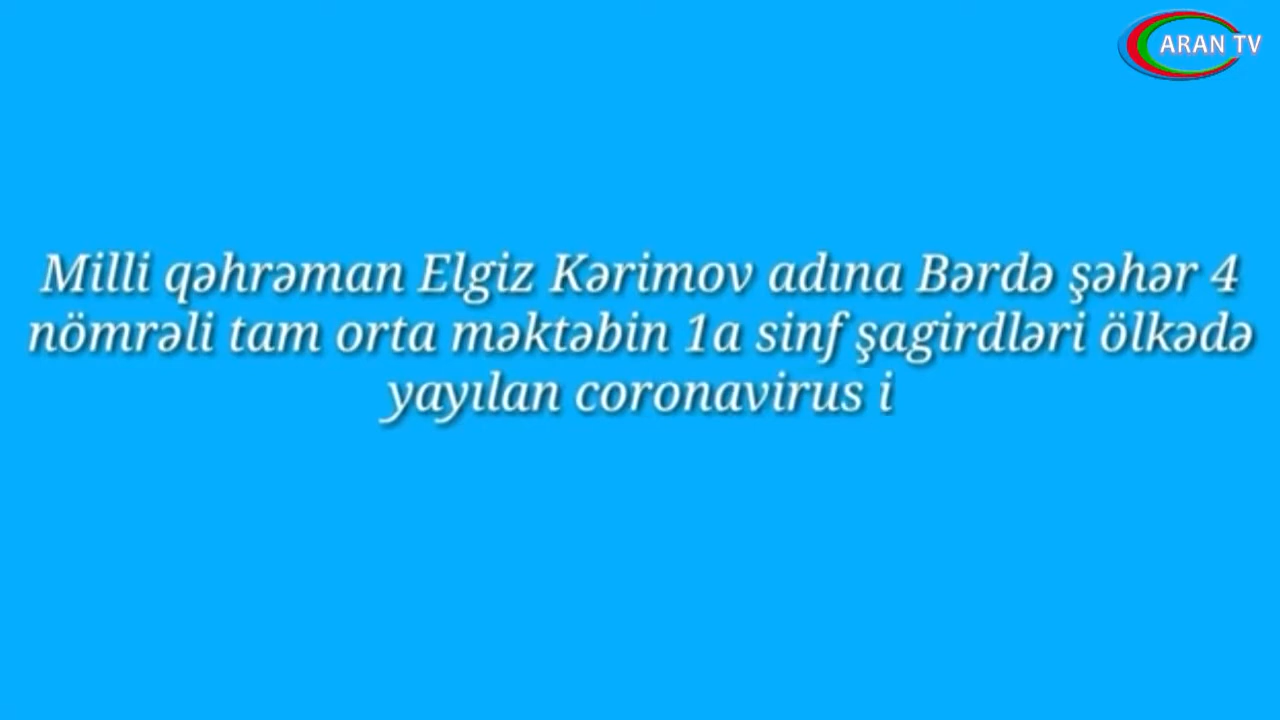 ARAN TV
Milli qəhrəman Elgiz Kərimov adına Bərdə şəhər 4
nömrəli tam orta məktəbin 1a sinf şagirdləri ölkədə
yayılan coronavirus i